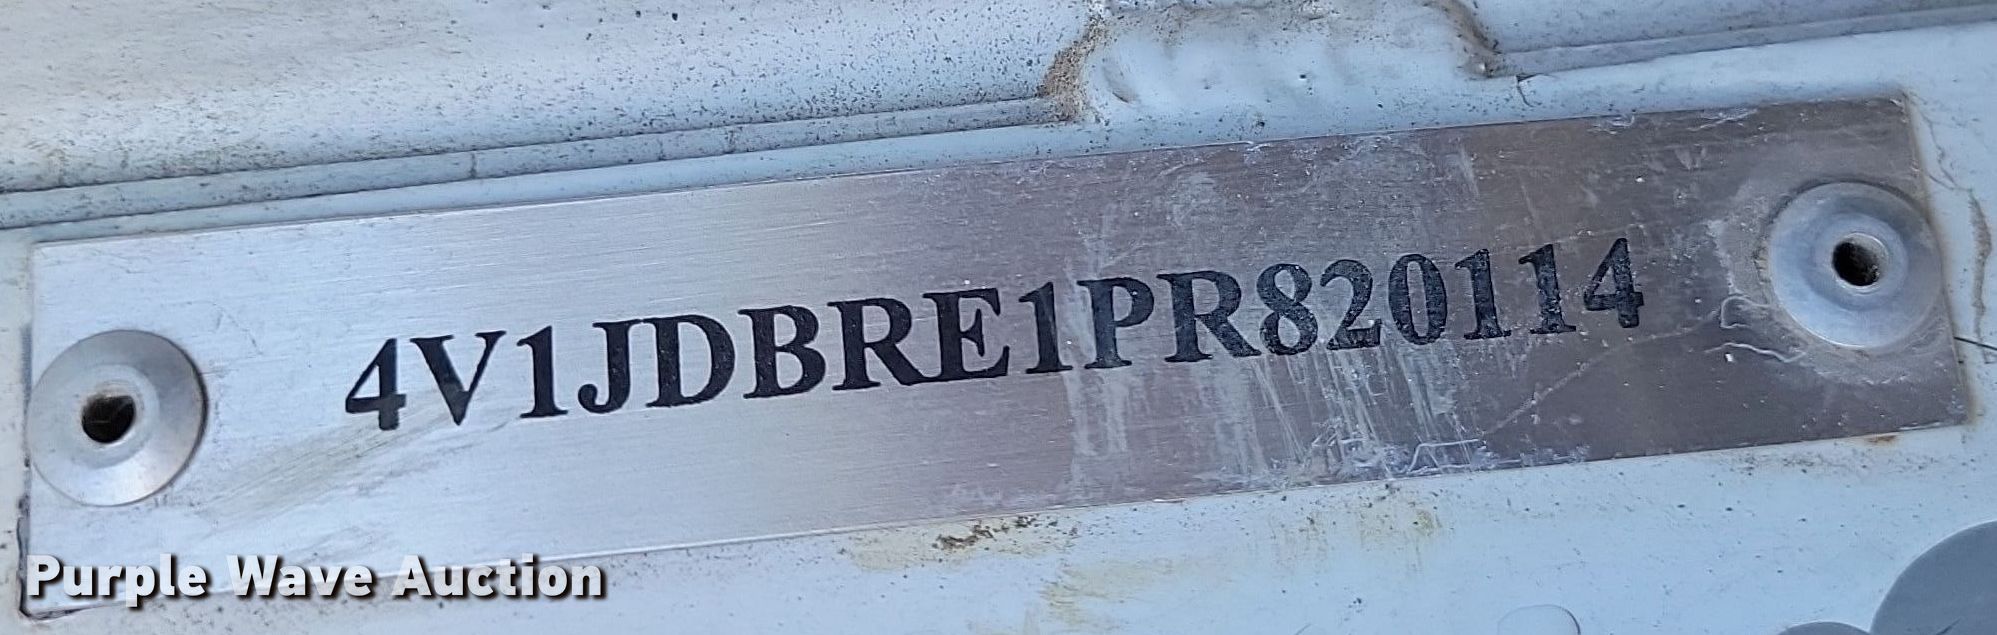 4V1JDBRE1PR820114
Purple Wave Auction